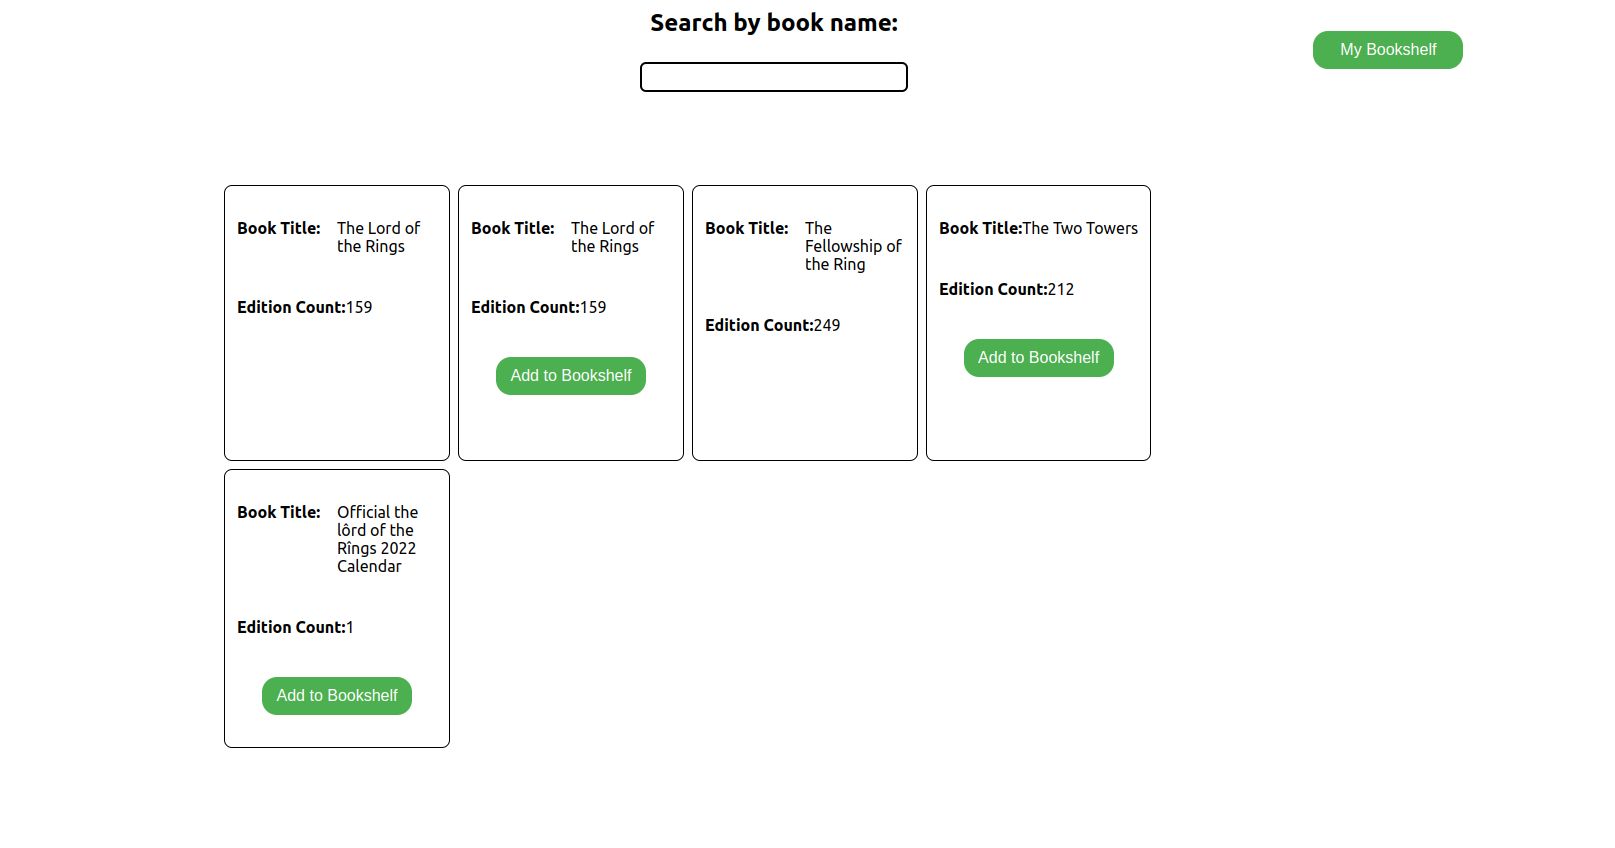 Search by book name:
My Bookshelf
Book Title: The Lord of
the Rings
Edition Count:159
Book Title: The Lord of
the Rings
Edition Count:159
Add to Bookshelf
Book Title: The
Fellowship of
the Ring
Edition Count:249
Book Title:The Two Towers
Edition Count:212
Add to Bookshelf
Book Title: Official the
lôrd of the
Rîngs 2022
Calendar
Edition Count:1
Add to Bookshelf